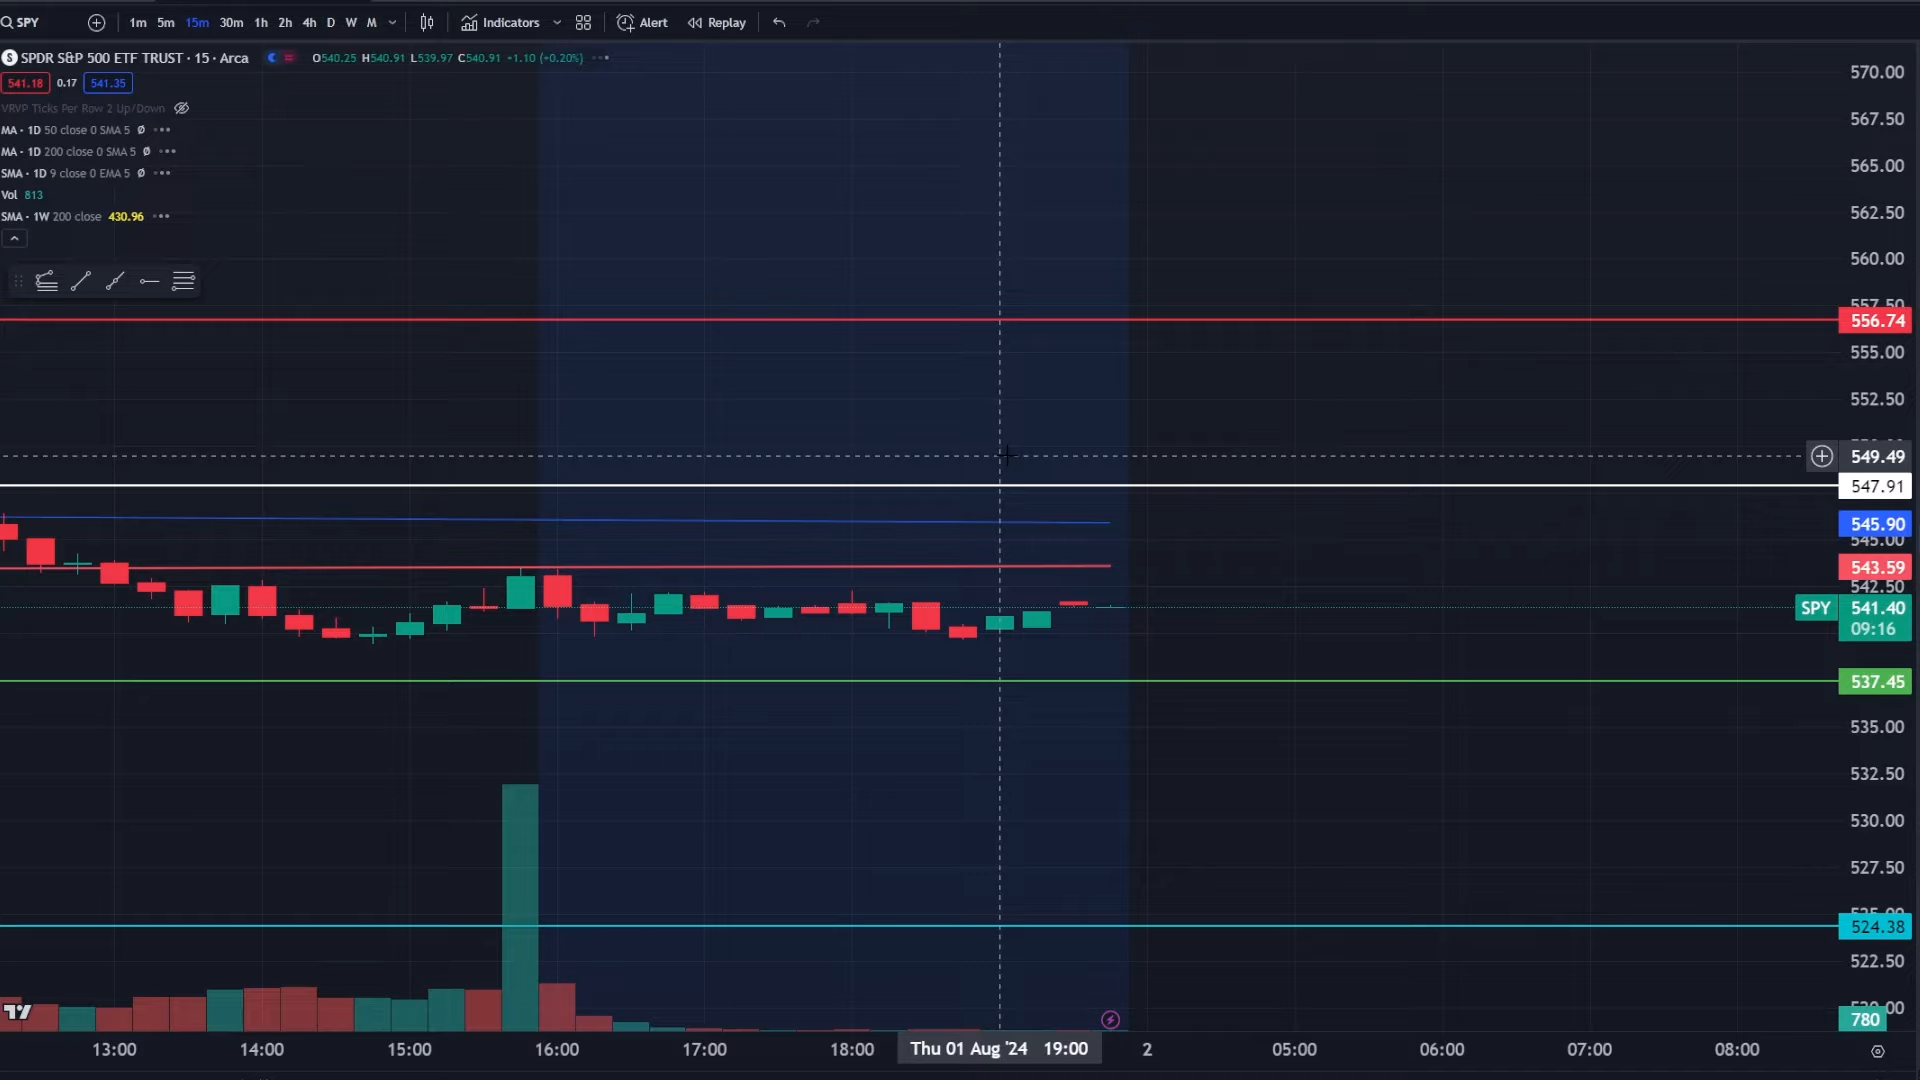 SPY 1m 5m 15m 30m 1h 2h 4h D W M Indicators Alert Replay
S SPDR S&P 500 ETF TRUST · 15 · Arca O540.25 H540.91 L539.97 C540.91 +1.10 (+0.20%)
541.18 0.17 541.35
VRVP Ticks Per Row 2 Up/Down
MA · 1D 50 close 0 SMA 5 Ø
MA · 1D 200 close 0 SMA 5 Ø
SMA · 1D 9 close 0 EMA 5 Ø
Vol 813
SMA · 1W 200 close 430.96
570.00
567.50
565.00
562.50
560.00
557.50
556.74
555.00
552.50
549.49
547.91
545.90
545.00
543.59
542.50
SPY 541.40
09:16
537.45
535.00
532.50
530.00
527.50
524.38
522.50
780
13:00 14:00 15:00 16:00 17:00 18:00 Thu 01 Aug '24 19:00 2 05:00 06:00 07:00 08:00